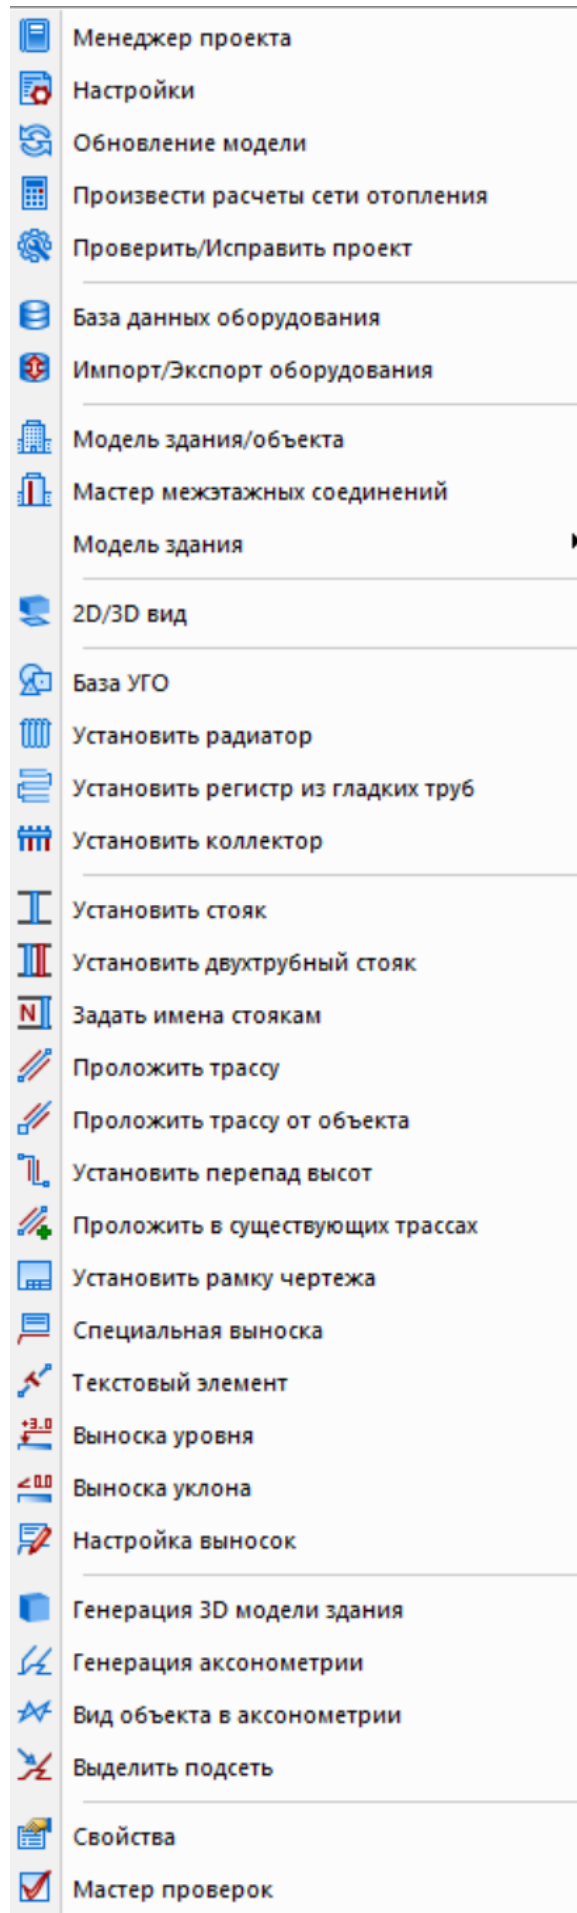 Менеджер проекта
Настройки
Обновление модели
Произвести расчеты сети отопления
Проверить/Исправить проект
База данных оборудования
Импорт/Экспорт оборудования
Модель здания/объекта
Мастер межэтажных соединений
Модель здания
2D/3D вид
База УГО
Установить радиатор
Установить регистр из гладких труб
Установить коллектор
Установить стояк
Установить двухтрубный стояк
N Задать имена стоякам
Проложить трассу
Проложить трассу от объекта
Установить перепад высот
Проложить в существующих трассах
Установить рамку чертежа
Специальная выноска
Текстовый элемент
+3.0 Выноска уровня
<0.0 Выноска уклона
Настройка выносок
Генерация 3D модели здания
Генерация аксонометрии
Вид объекта в аксонометрии
Выделить подсеть
Свойства
Мастер проверок